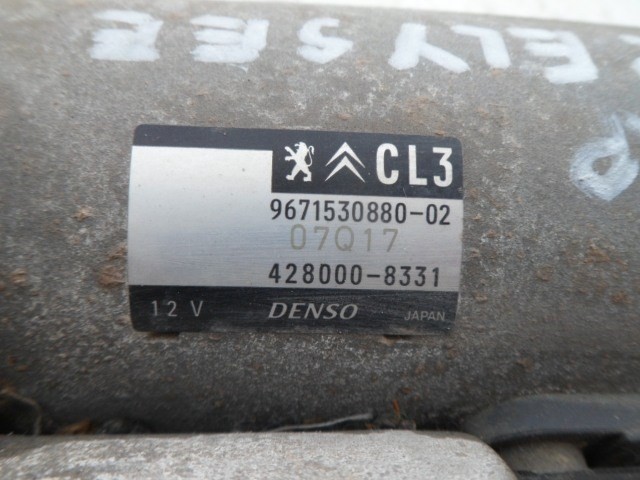 ELYSEE
CL3
9671530880-02
07Q17
428000-8331
12 V DENSO JAPAN